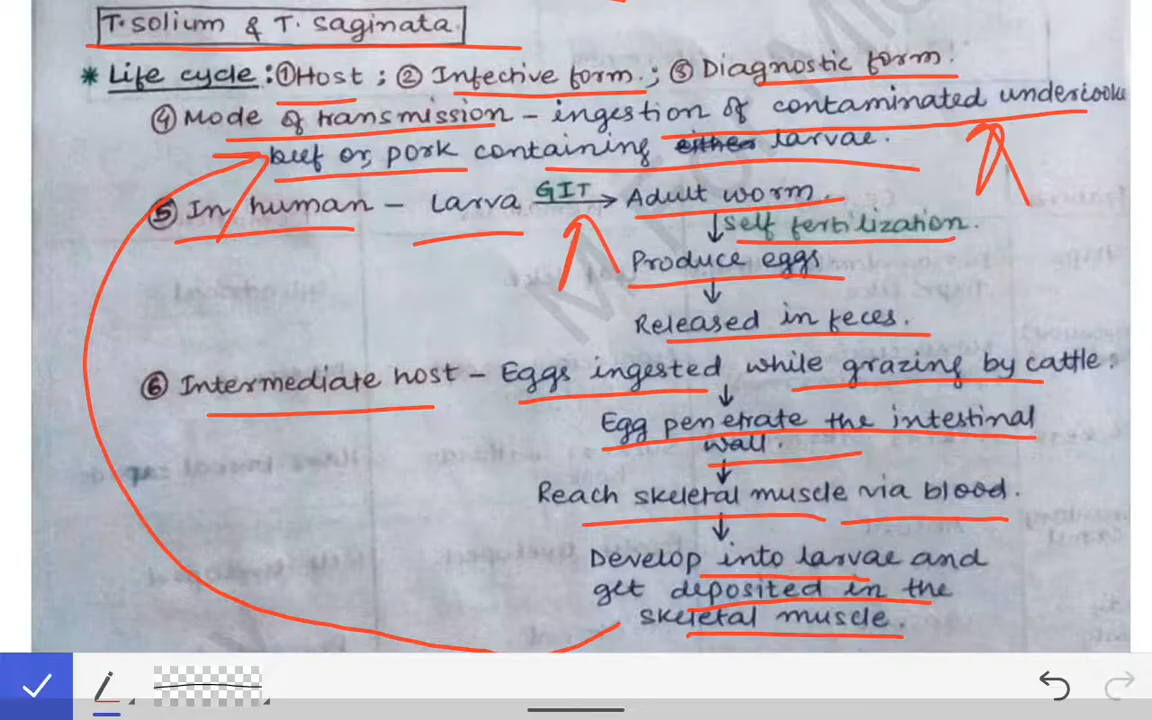 T. solium & T. saginata.
* Life cycle: ① Host ; ② Infective form. ; ③ Diagnostic form.
④ Mode of transmission - ingestion of contaminated undercooke
beef or, pork containing either larvae.
⑤ In human - Larva GIT → Adult worm.
↓ Self fertilization.
Produce eggs
↓
Released in feces.
⑥ Intermediate host - Eggs ingested while grazing by cattle.
↓
Egg penetrate the intestinal
wall.
↓
Reach skeletal muscle via blood.
↓
Develop into larvae and
get deposited in the
skeletal muscle.